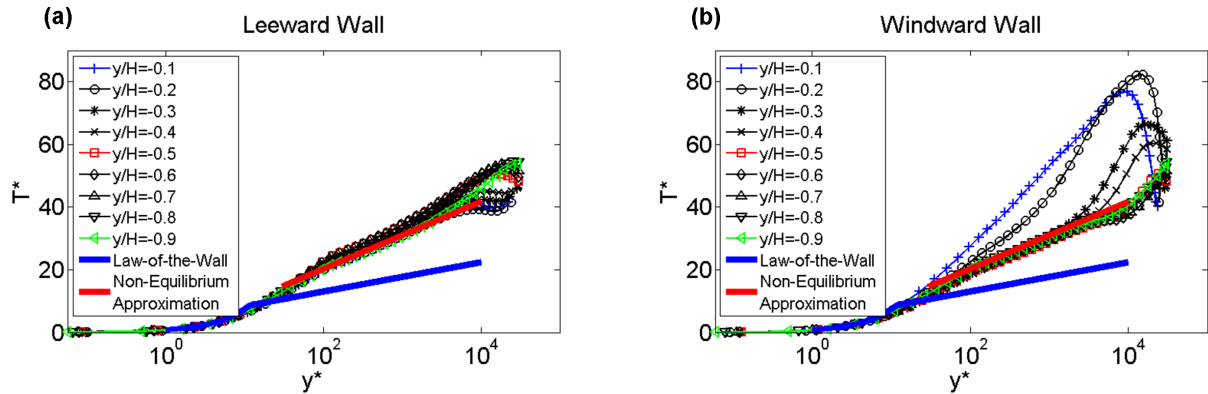 (a)
Leeward Wall
T*
80
60
40
20
0
y/H=-0.1
y/H=-0.2
y/H=-0.3
y/H=-0.4
y/H=-0.5
y/H=-0.6
y/H=-0.7
y/H=-0.8
y/H=-0.9
Law-of-the-Wall
Non-Equilibrium
Approximation
10^0
10^2
10^4
y*
(b)
Windward Wall
T*
80
60
40
20
0
y/H=-0.1
y/H=-0.2
y/H=-0.3
y/H=-0.4
y/H=-0.5
y/H=-0.6
y/H=-0.7
y/H=-0.8
y/H=-0.9
Law-of-the-Wall
Non-Equilibrium
Approximation
10^0
10^2
10^4
y*